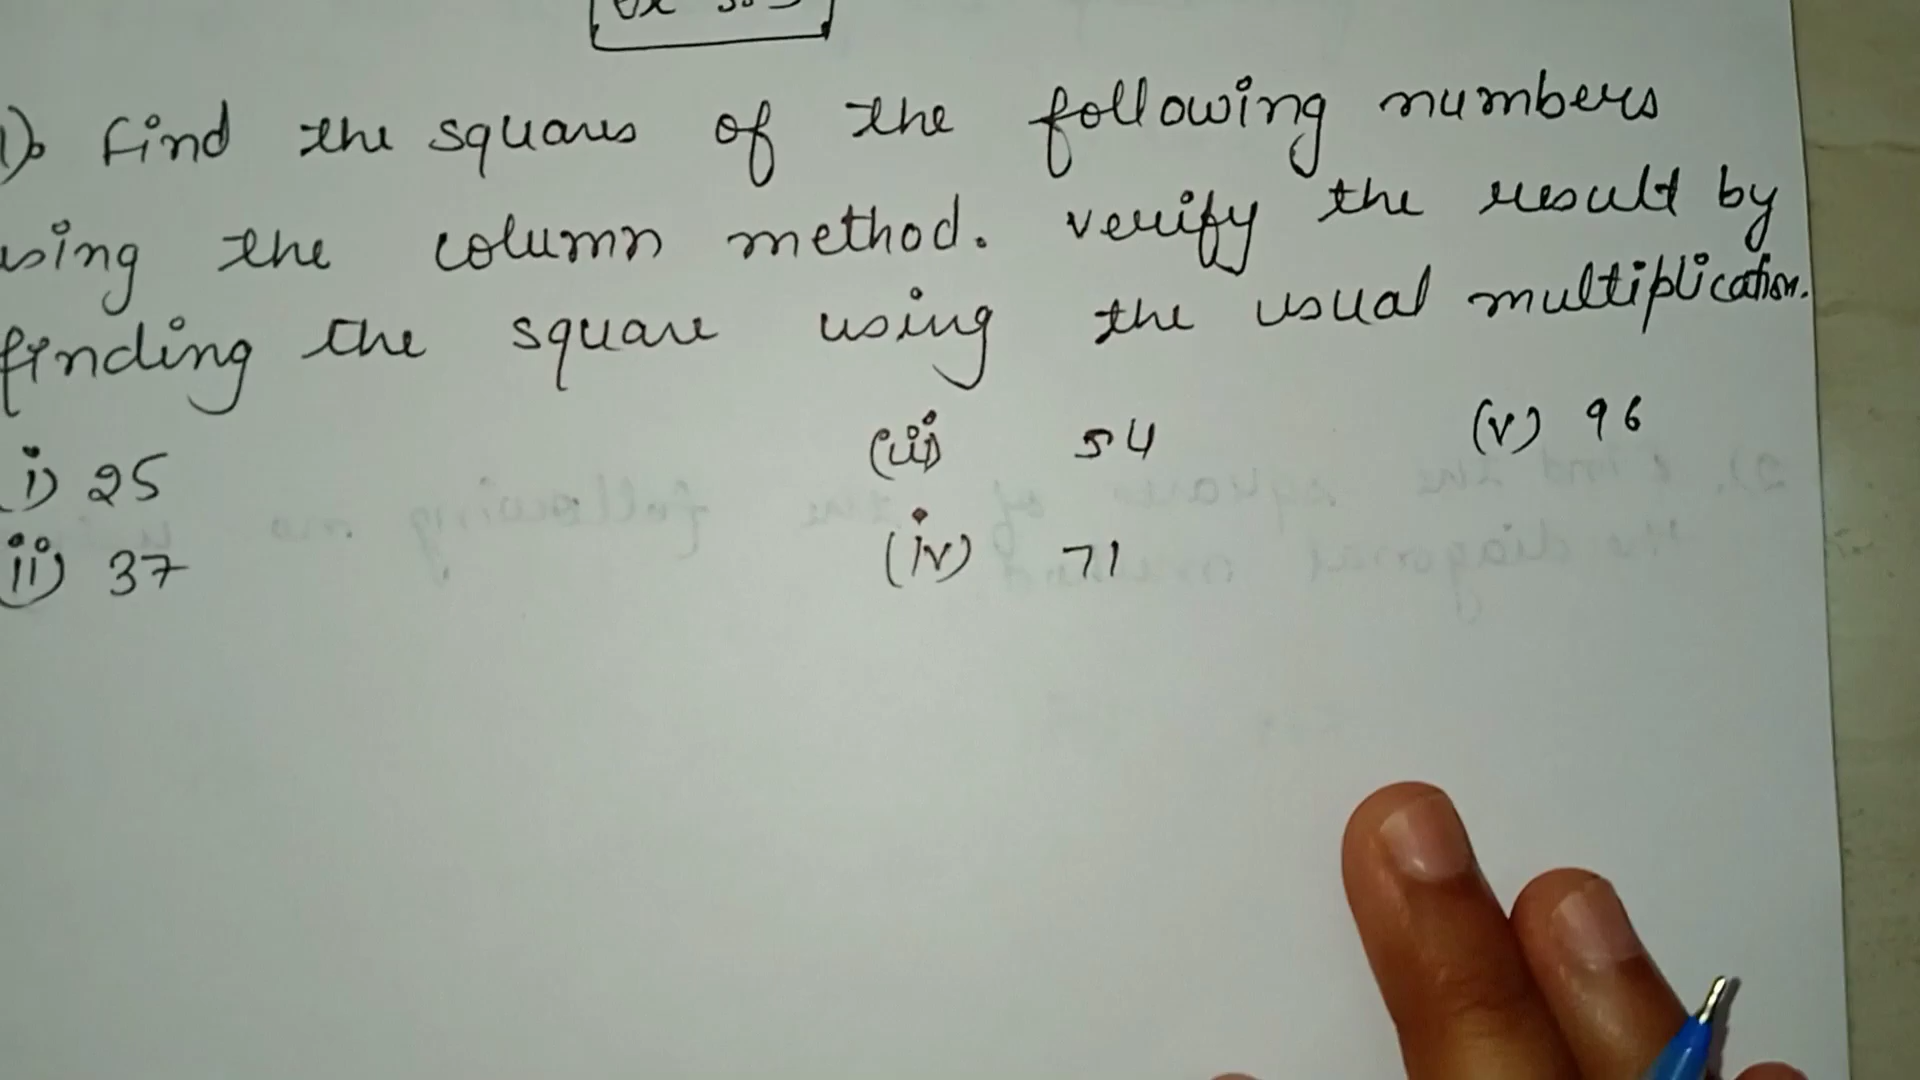 1). Find the squares of the following numbers
using the column method. verify the result by
finding the square using the usual multiplication.
i) 25 (iii) 54 (v) 96
ii) 37 (iv) 71